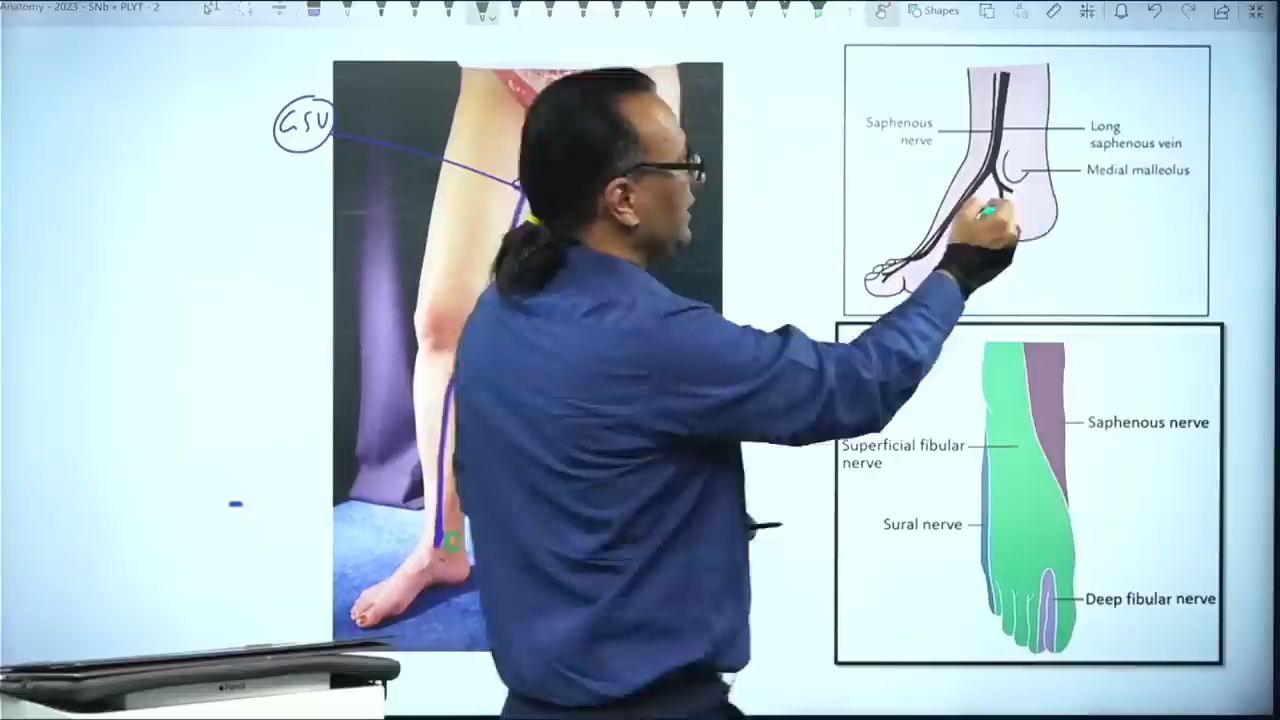 Anatomy - 2023 - SNb + PLYT - 2
Shapes
GSV
Saphenous
nerve
Long
saphenous vein
Medial malleolus
Saphenous nerve
Superficial fibular
nerve
Sural nerve
Deep fibular nerve